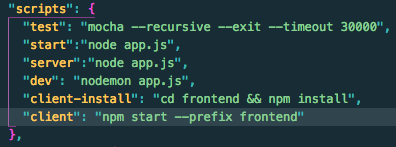 "scripts": {
"test": "mocha --recursive --exit --timeout 30000",
"start":"node app.js",
"server":"node app.js",
"dev": "nodemon app.js",
"client-install": "cd frontend && npm install",
"client": "npm start --prefix frontend"
},